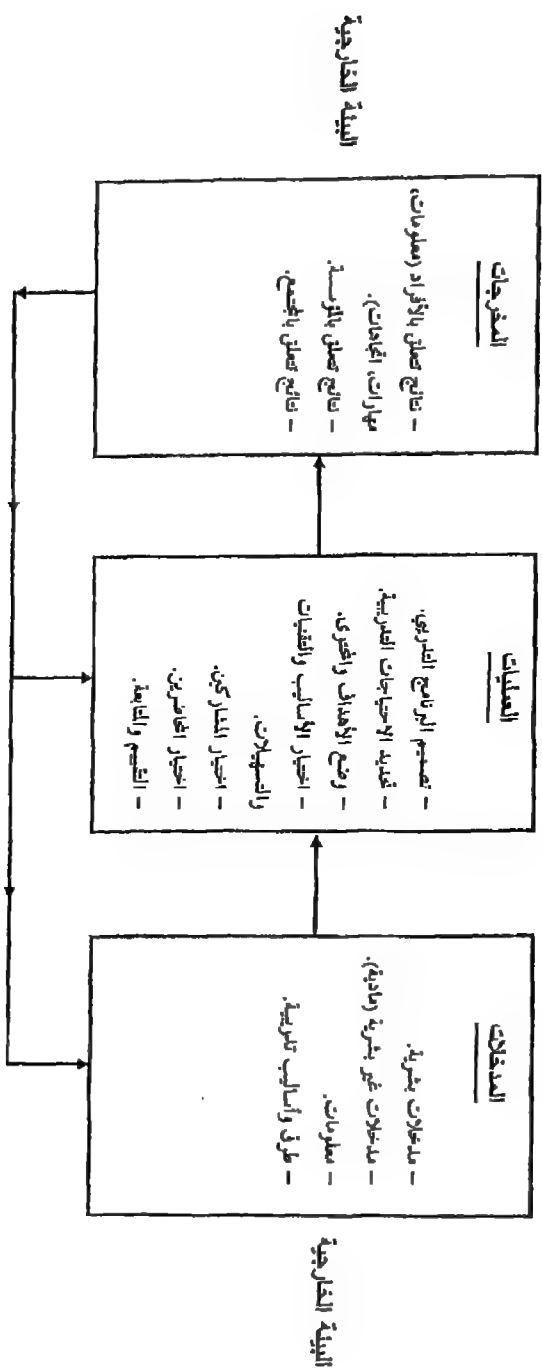 البيئة الخارجية
المدخلات
- مدخلات بشرية.
- مدخلات غير بشرية (مادية).
- معلومات.
- طرق وأساليب تدريبية.
العمليات
- تصميم البرنامج التدريبي.
- تحديد الاحتياجات التدريبية.
- وضع الأهداف والمحتوى.
- اختيار الأساليب والتقنيات
والتسهيلات.
- اختيار المشاركين.
- اختيار المحاضرين.
- التقييم والمتابعة.
المخرجات
- نتائج تتعلق بالأفراد (معلومات،
مهارات، اتجاهات).
- نتائج تتعلق بالمؤسسة.
- نتائج تتعلق بالمجتمع.
البيئة الخارجية